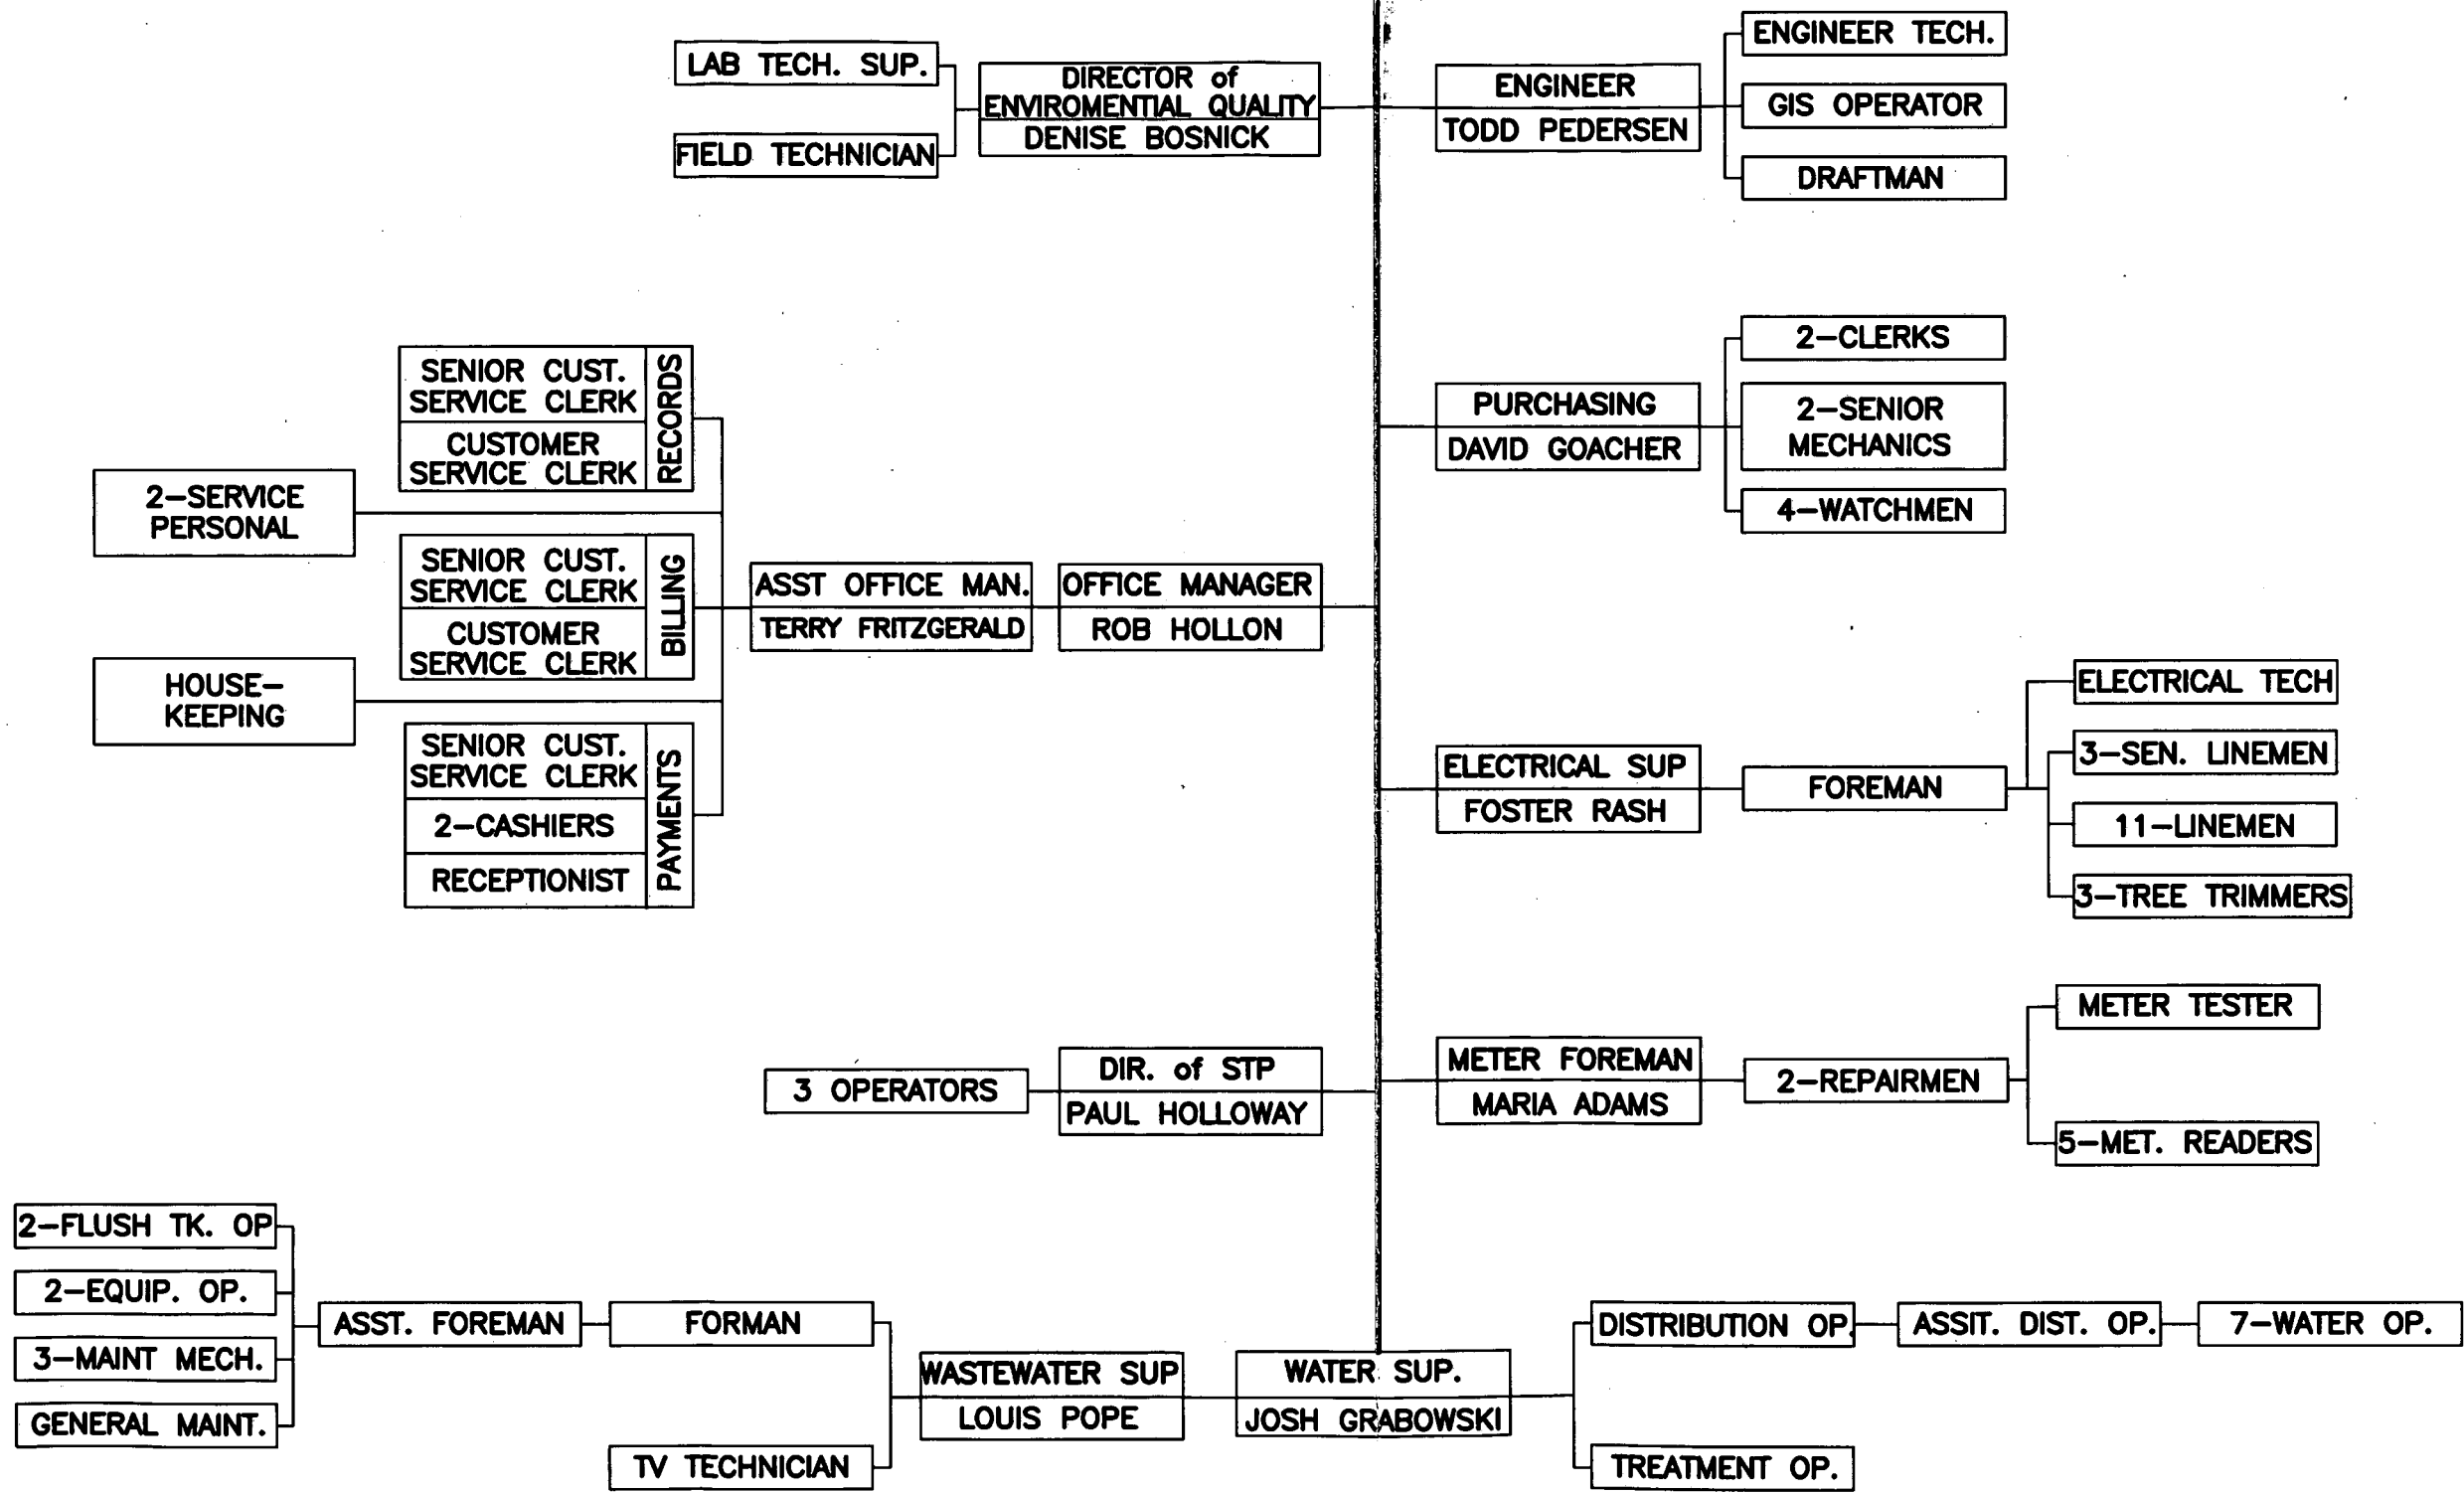 LAB TECH. SUP.
FIELD TECHNICIAN
DIRECTOR of
ENVIROMENTIAL QUALITY
DENISE BOSNICK
ENGINEER
TODD PEDERSEN
ENGINEER TECH.
GIS OPERATOR
DRAFTMAN
2-SERVICE
PERSONAL
HOUSE-
KEEPING
SENIOR CUST.
SERVICE CLERK
CUSTOMER
SERVICE CLERK
RECORDS
SENIOR CUST.
SERVICE CLERK
CUSTOMER
SERVICE CLERK
BILLING
SENIOR CUST.
SERVICE CLERK
2-CASHIERS
RECEPTIONIST
PAYMENTS
ASST OFFICE MAN.
TERRY FRITZGERALD
OFFICE MANAGER
ROB HOLLON
PURCHASING
DAVID GOACHER
2-CLERKS
2-SENIOR
MECHANICS
4-WATCHMEN
ELECTRICAL SUP
FOSTER RASH
FOREMAN
ELECTRICAL TECH
3-SEN. LINEMEN
11-LINEMEN
3-TREE TRIMMERS
3 OPERATORS
DIR. of STP
PAUL HOLLOWAY
METER FOREMAN
MARIA ADAMS
2-REPAIRMEN
METER TESTER
5-MET. READERS
2-FLUSH TK. OP
2-EQUIP. OP.
3-MAINT MECH.
GENERAL MAINT.
ASST. FOREMAN
FORMAN
TV TECHNICIAN
WASTEWATER SUP
LOUIS POPE
WATER SUP.
JOSH GRABOWSKI
DISTRIBUTION OP.
ASSIT. DIST. OP.
7-WATER OP.
TREATMENT OP.